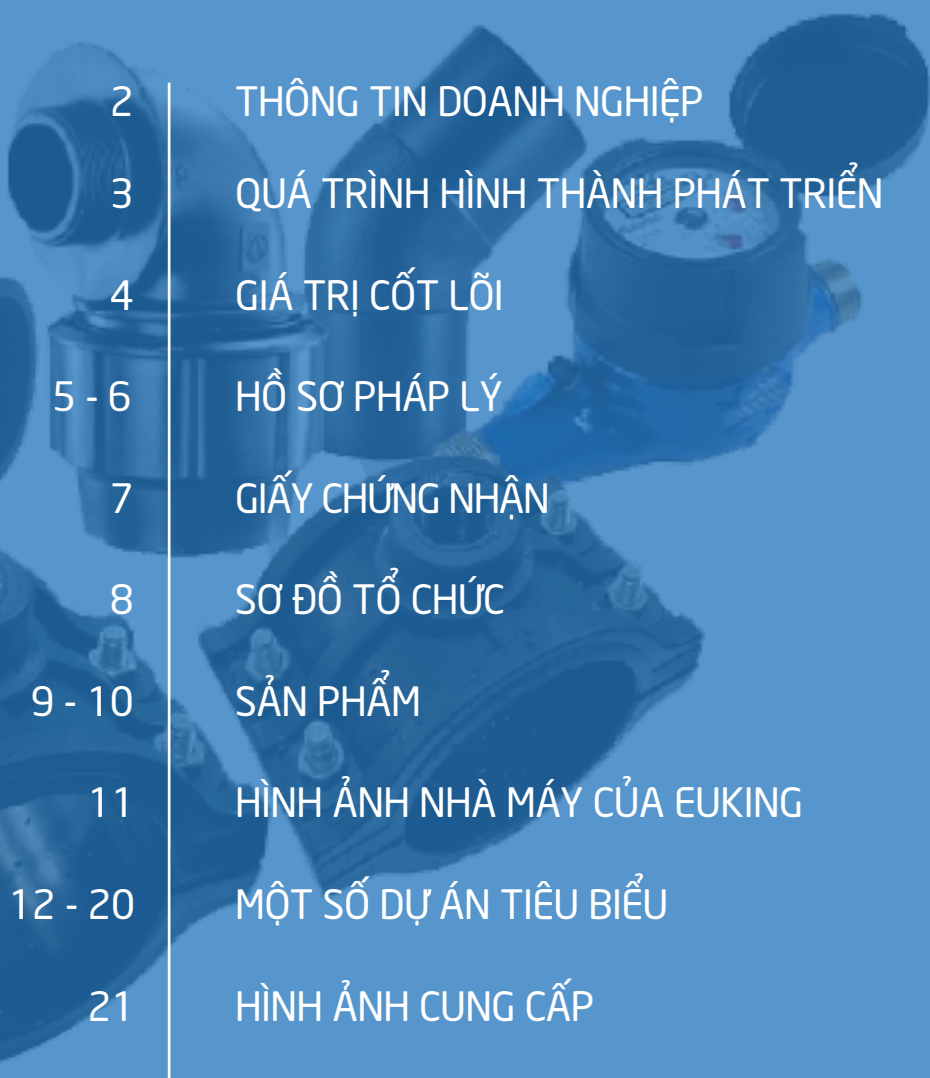 2 THÔNG TIN DOANH NGHIỆP
3 QUÁ TRÌNH HÌNH THÀNH PHÁT TRIỂN
4 GIÁ TRỊ CỐT LÕI
5 - 6 HỒ SƠ PHÁP LÝ
7 GIẤY CHỨNG NHẬN
8 SƠ ĐỒ TỔ CHỨC
9 - 10 SẢN PHẨM
11 HÌNH ẢNH NHÀ MÁY CỦA EUKING
12 - 20 MỘT SỐ DỰ ÁN TIÊU BIỂU
21 HÌNH ẢNH CUNG CẤP